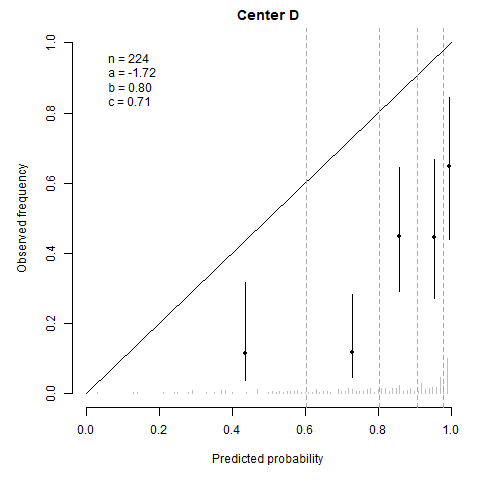 Center D
n = 224
a = -1.72
b = 0.80
c = 0.71
Observed frequency
1.0
0.8
0.6
0.4
0.2
0.0
0.0 0.2 0.4 0.6 0.8 1.0
Predicted probability